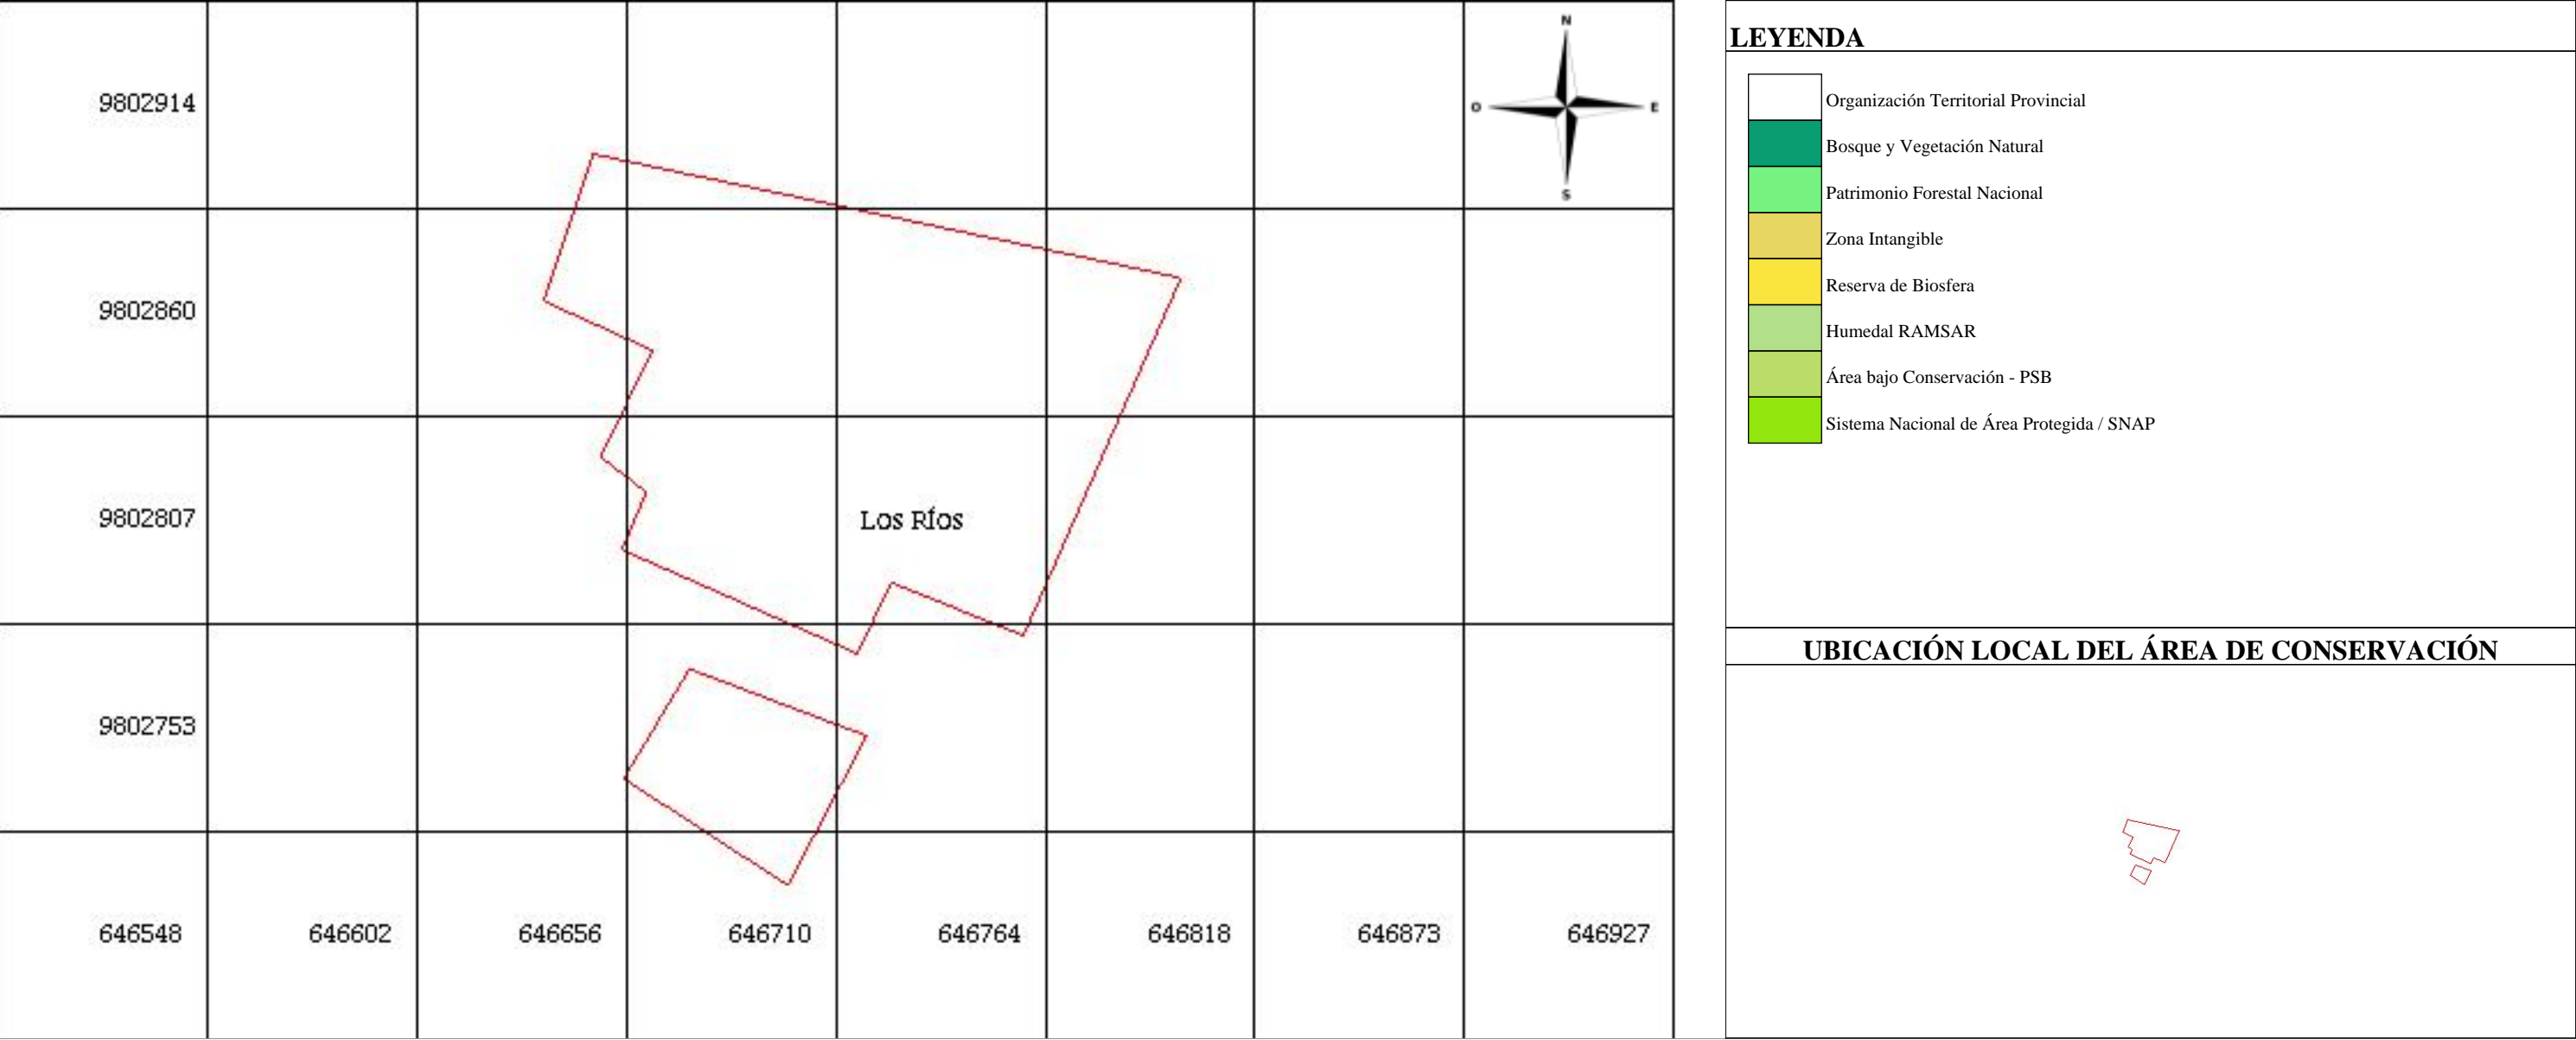 N
O
E
S
9802914
9802860
9802807
Los Ríos
9802753
646548
646602
646656
646710
646764
646818
646873
646927
LEYENDA
Organización Territorial Provincial
Bosque y Vegetación Natural
Patrimonio Forestal Nacional
Zona Intangible
Reserva de Biosfera
Humedal RAMSAR
Área bajo Conservación - PSB
Sistema Nacional de Área Protegida / SNAP
UBICACIÓN LOCAL DEL ÁREA DE CONSERVACIÓN